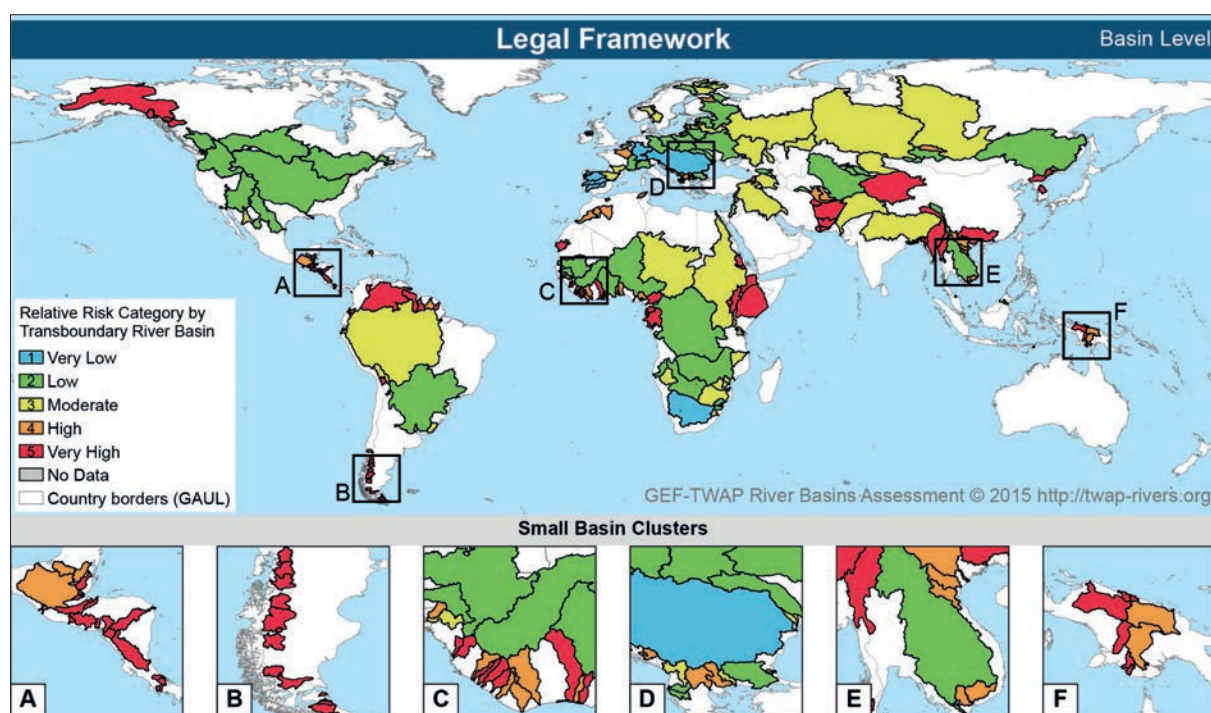 Legal Framework
Basin Level
A
B
C
D
E
F
Relative Risk Category by
Transboundary River Basin
1 Very Low
2 Low
3 Moderate
4 High
5 Very High
No Data
Country borders (GAUL)
GEF-TWAP River Basins Assessment © 2015 http://twap-rivers.org
Small Basin Clusters
A
B
C
D
E
F